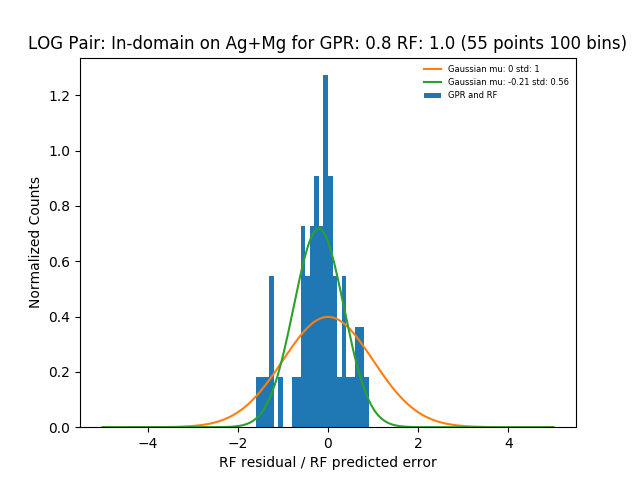 LOG Pair: In-domain on Ag+Mg for GPR: 0.8 RF: 1.0 (55 points 100 bins)
Gaussian mu: 0 std: 1
Gaussian mu: -0.21 std: 0.56
GPR and RF
Normalized Counts
1.2
1.0
0.8
0.6
0.4
0.2
0.0
−4 −2 0 2 4
RF residual / RF predicted error